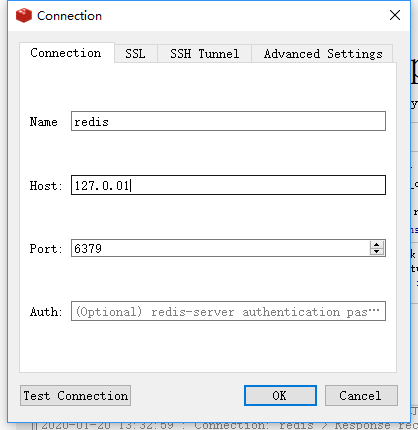 Connection
Connection SSL SSH Tunnel Advanced Settings
Name redis
Host: 127.0.01
Port: 6379
Auth: (Optional) redis-server authentication pas…
Test Connection OK Cancel
2020-01-20 13:32:59 : Connection: redis > Response res